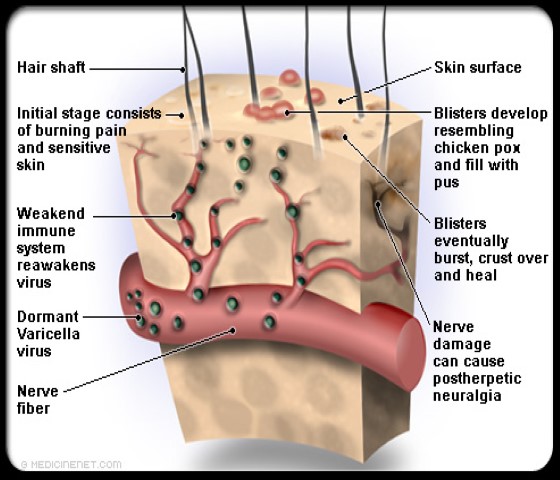 Hair shaft
Initial stage consists
of burning pain
and sensitive
skin
Weakend
immune
system
reawakens
virus
Dormant
Varicella
virus
Nerve
fiber
Skin surface
Blisters develop
resembling
chicken pox
and fill with
pus
Blisters
eventually
burst, crust over
and heal
Nerve
damage
can cause
postherpetic
neuralgia
© MEDICINENET.COM